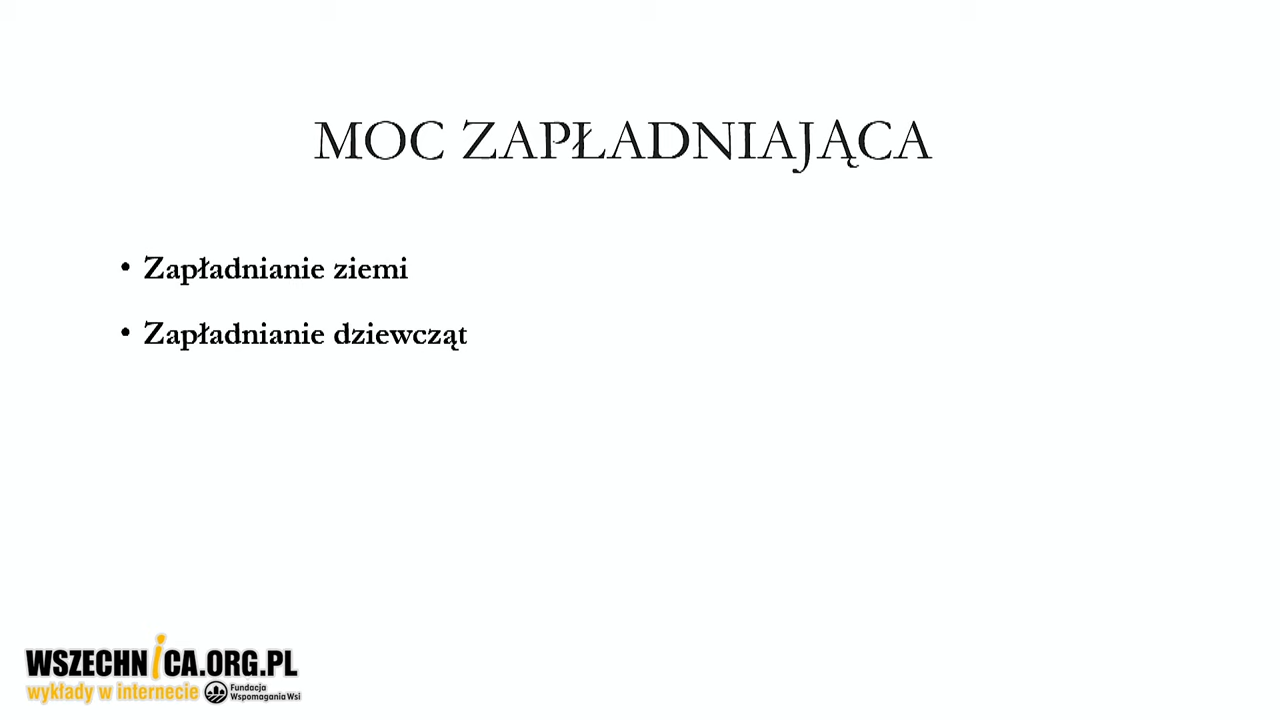 MOC ZAPŁADNIAJĄCA
• Zapładnianie ziemi
• Zapładnianie dziewcząt
WSZECHNiCA.ORG.PL
wykłady w internecie
Fundacja
Wspomagania Wsi